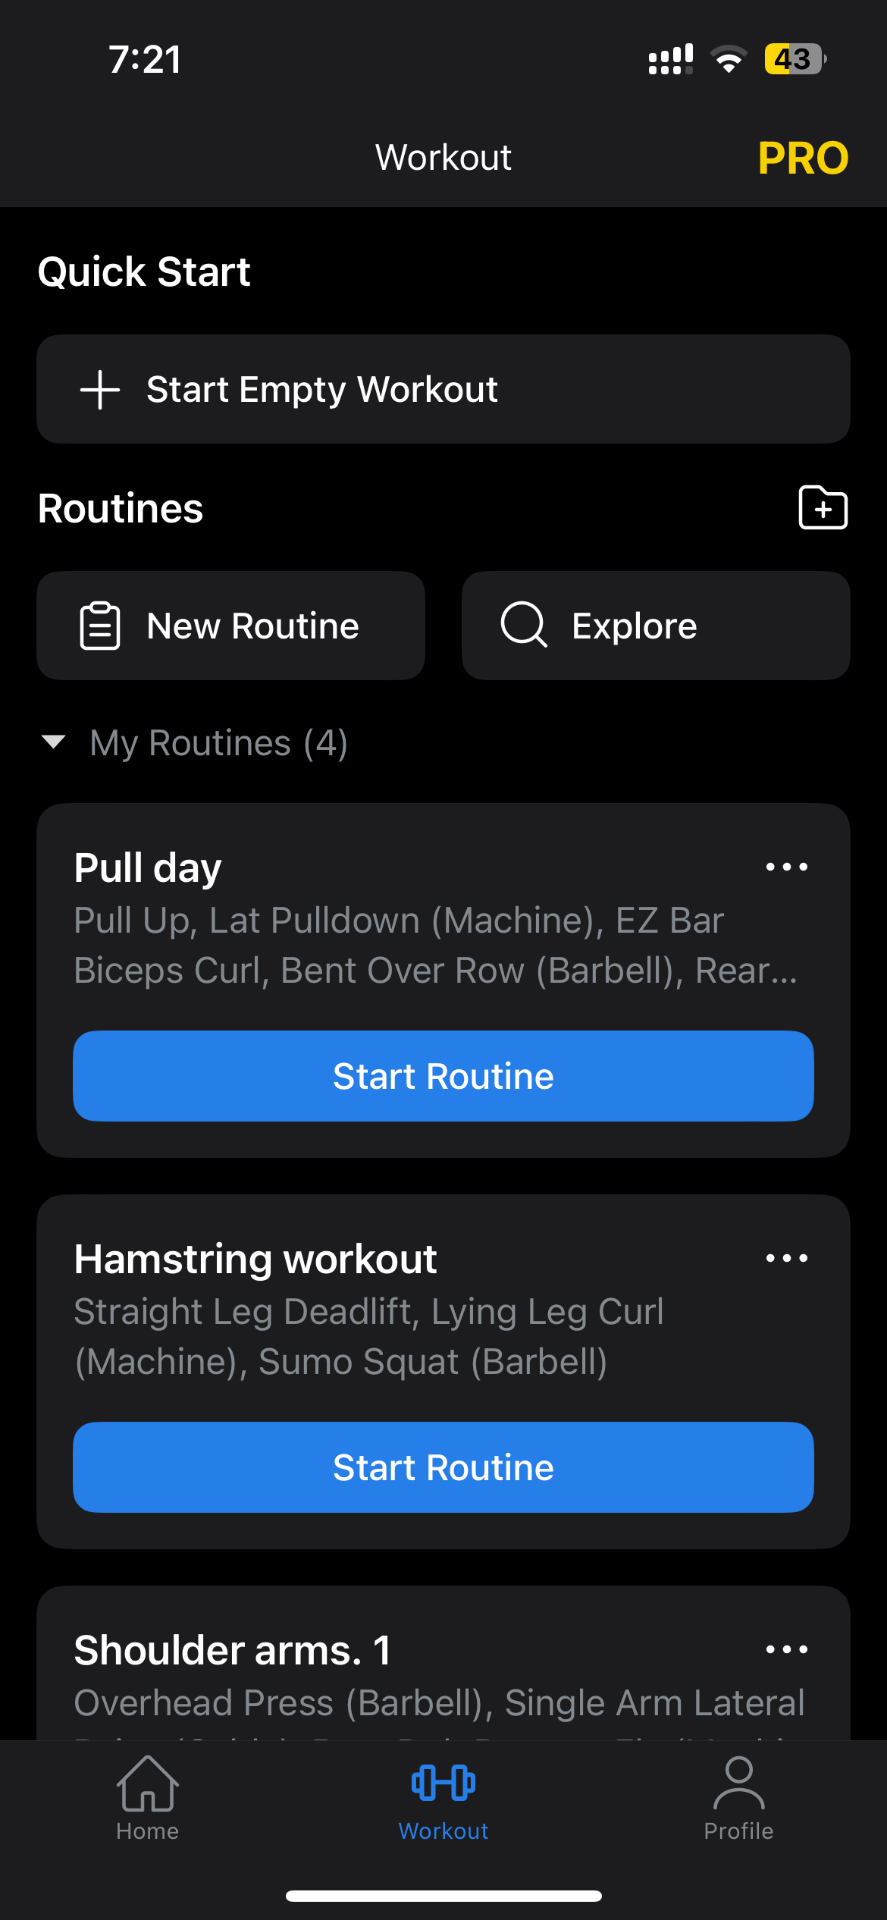 7:21
43
Workout
PRO
Quick Start
Start Empty Workout
Routines
New Routine
Explore
My Routines (4)
Pull day
Pull Up, Lat Pulldown (Machine), EZ Bar
Biceps Curl, Bent Over Row (Barbell), Rear...
Start Routine
Hamstring workout
Straight Leg Deadlift, Lying Leg Curl
(Machine), Sumo Squat (Barbell)
Start Routine
Shoulder arms. 1
Overhead Press (Barbell), Single Arm Lateral
Home
Workout
Profile